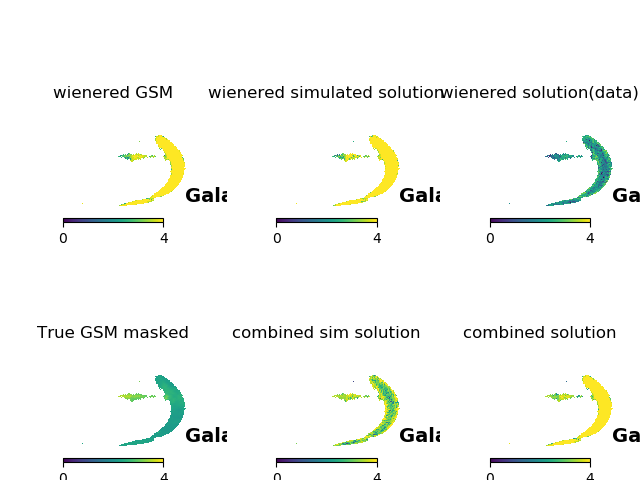 wienered GSM
wienered simulated solution
wienered solution(data)
Gala
Gala
Ga
0 4
0 4
0 4
True GSM masked
combined sim solution
combined solution
Gala
Gala
Ga
0 4
0 4
0 4